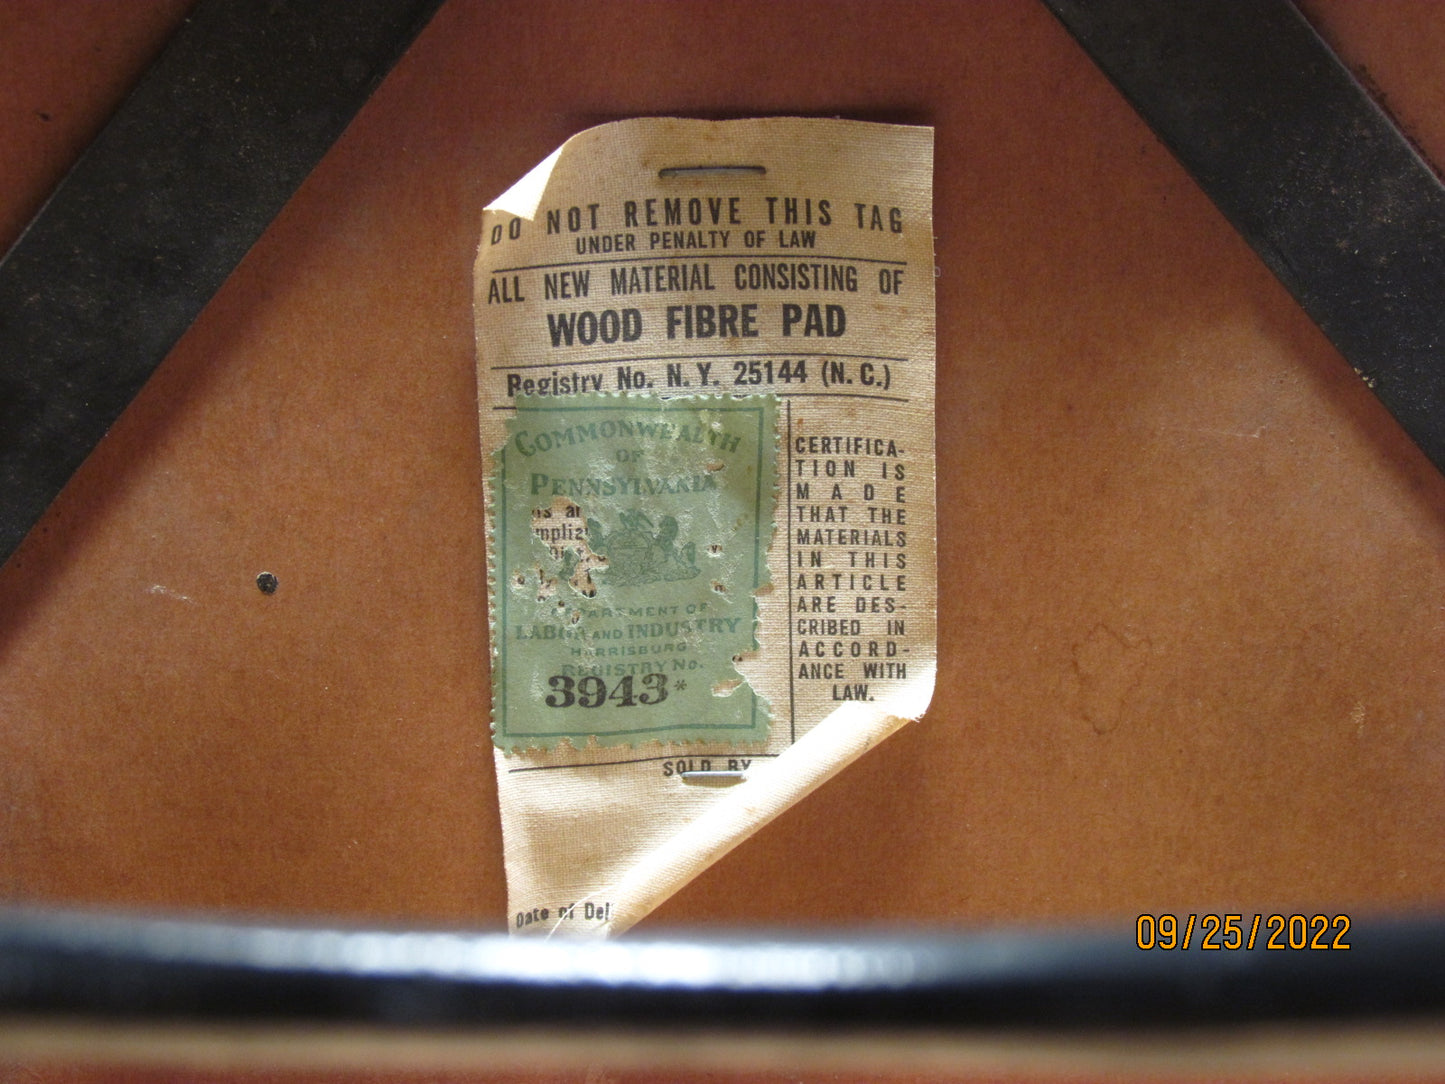 DO NOT REMOVE THIS TAG
UNDER PENALTY OF LAW
ALL NEW MATERIAL CONSISTING OF
WOOD FIBRE PAD
Registry No. N.Y. 25144 (N.C.)
COMMONWEALTH
OF
PENNSYLVANIA
DEPARTMENT OF
LABOR AND INDUSTRY
HARRISBURG
REGISTRY No.
3943*
CERTIFICA-
TION IS
MADE
THAT THE
MATERIALS
IN THIS
ARTICLE
ARE DES-
CRIBED IN
ACCORD-
ANCE WITH
LAW.
SOLD BY
Date of Del
09/25/2022